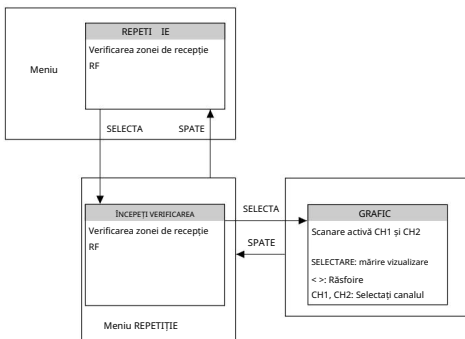 REPETI IE
Verificarea zonei de recepție
RF
Meniu
SELECTA
SPATE
ÎNCEPEȚI VERIFICAREA
Verificarea zonei de recepție
RF
Meniu REPETIȚIE
SELECTA
SPATE
GRAFIC
Scanare activă CH1 și CH2
SELECTARE: mărire vizualizare
< >: Răsfoire
CH1, CH2: Selectați canalul